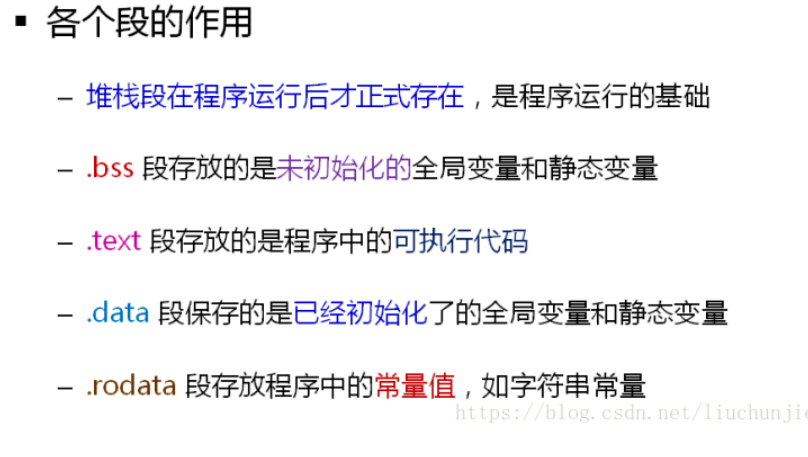 ▪ 各个段的作用
– 堆栈段在程序运行后才正式存在，是程序运行的基础
– .bss 段存放的是未初始化的全局变量和静态变量
– .text 段存放的是程序中的可执行代码
– .data 段保存的是已经初始化了的全局变量和静态变量
– .rodata 段存放程序中的常量值，如字符串常量
https://blog.csdn.net/liuchunjie